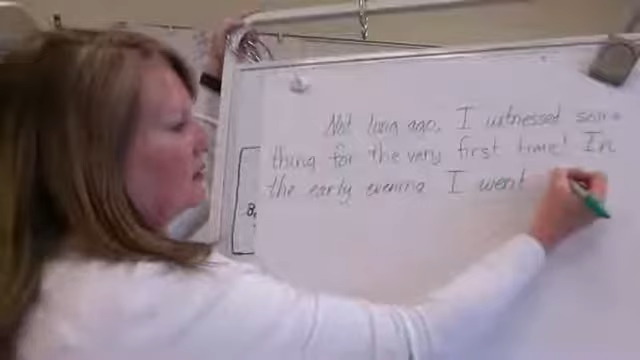 Not long ago, I witnessed some-
thing for the very first time! In
the early evening I went